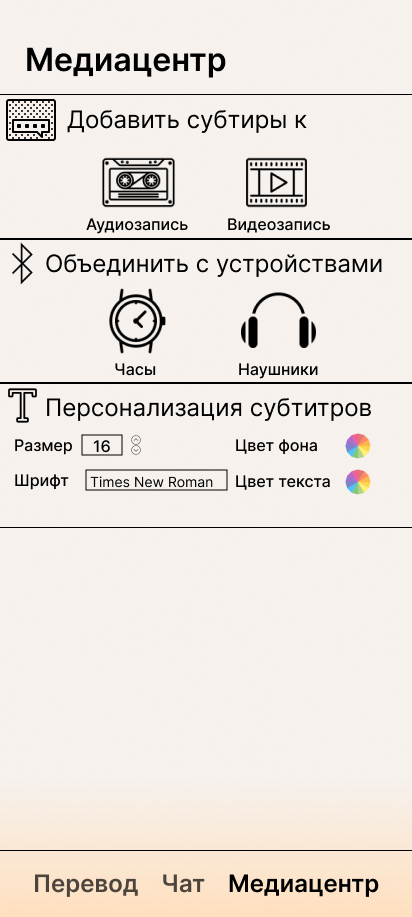 Медиацентр
Добавить субтиры к
Аудиозапись Видеозапись
Объединить с устройствами
Часы Наушники
Персонализация субтитров
Размер 16 Цвет фона
Шрифт Times New Roman Цвет текста
Перевод Чат Медиацентр